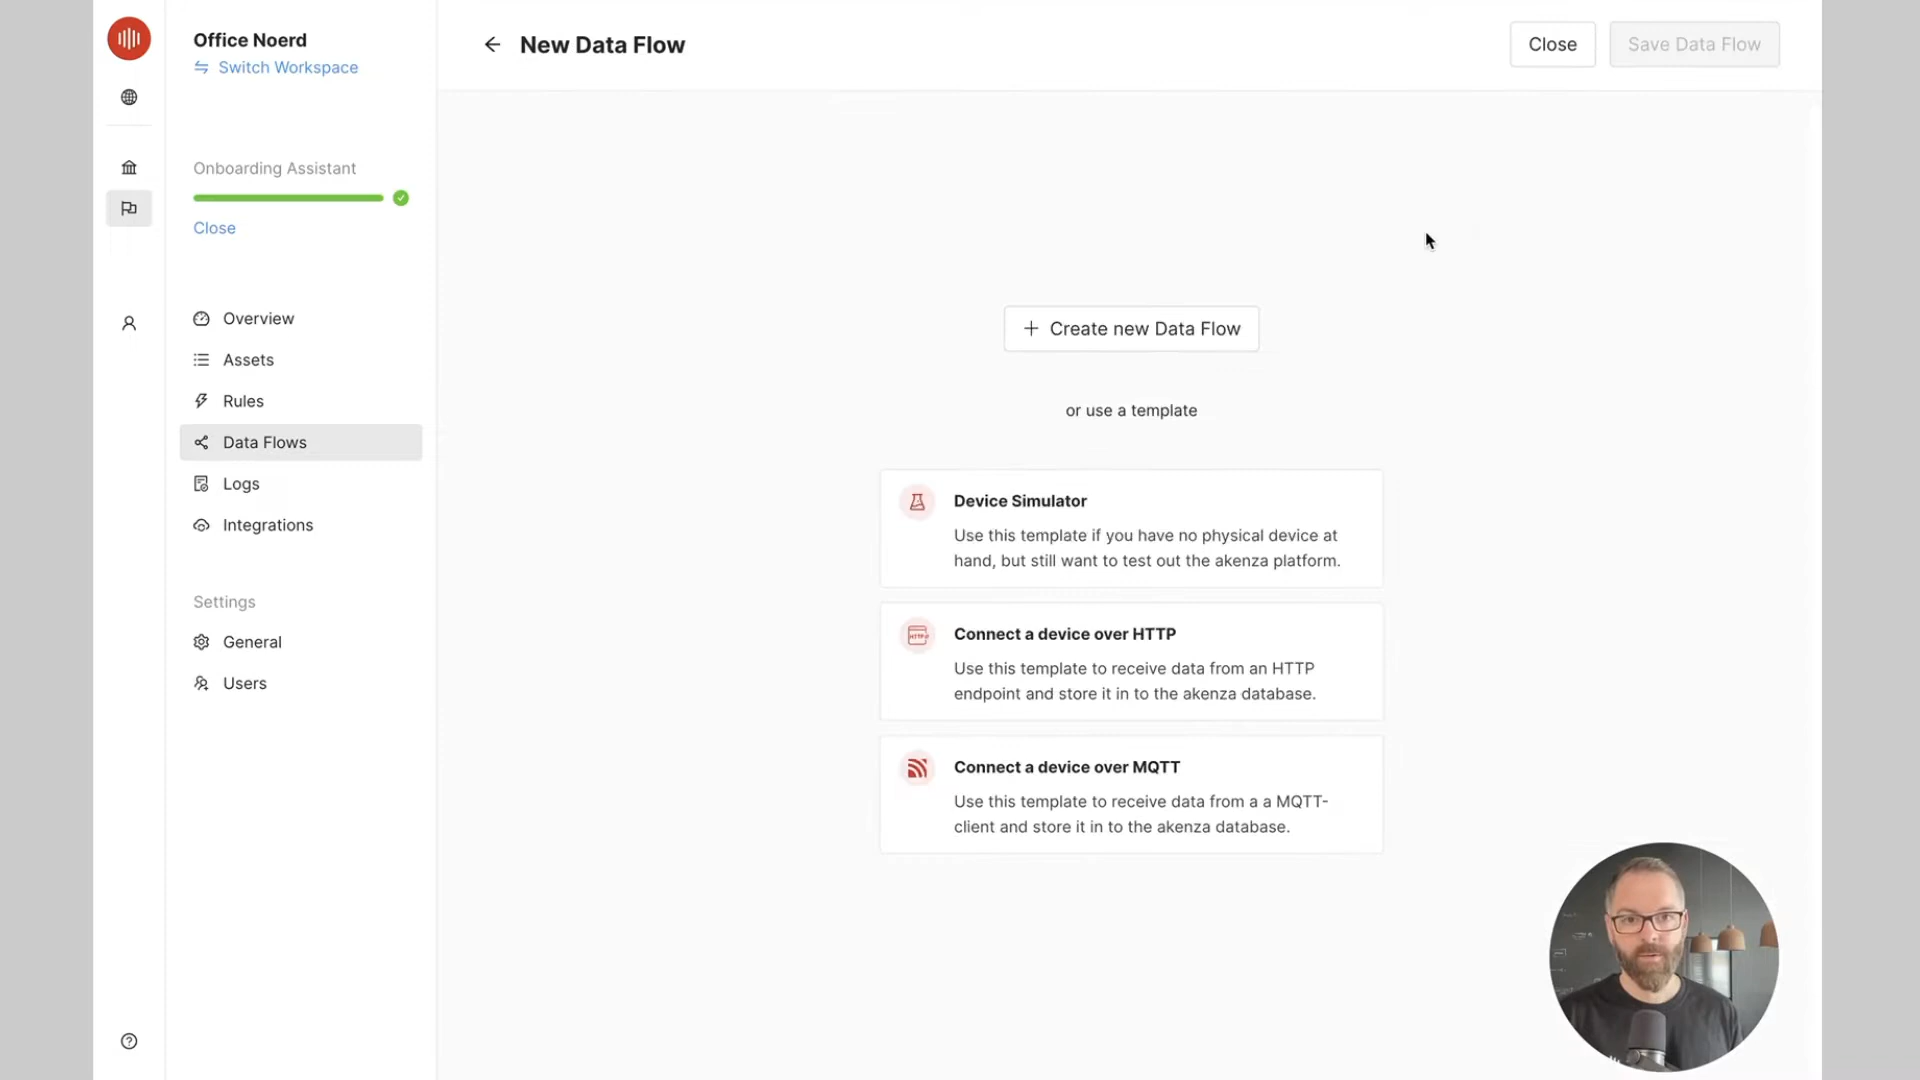 Office Noerd
Switch Workspace
Onboarding Assistant
Close
Overview
Assets
Rules
Data Flows
Logs
Integrations
Settings
General
Users
New Data Flow
Close
Save Data Flow
Create new Data Flow
or use a template
Device Simulator
Use this template if you have no physical device at
hand, but still want to test out the akenza platform.
HTTP
Connect a device over HTTP
Use this template to receive data from an HTTP
endpoint and store it in to the akenza database.
Connect a device over MQTT
Use this template to receive data from a a MQTT-
client and store it in to the akenza database.